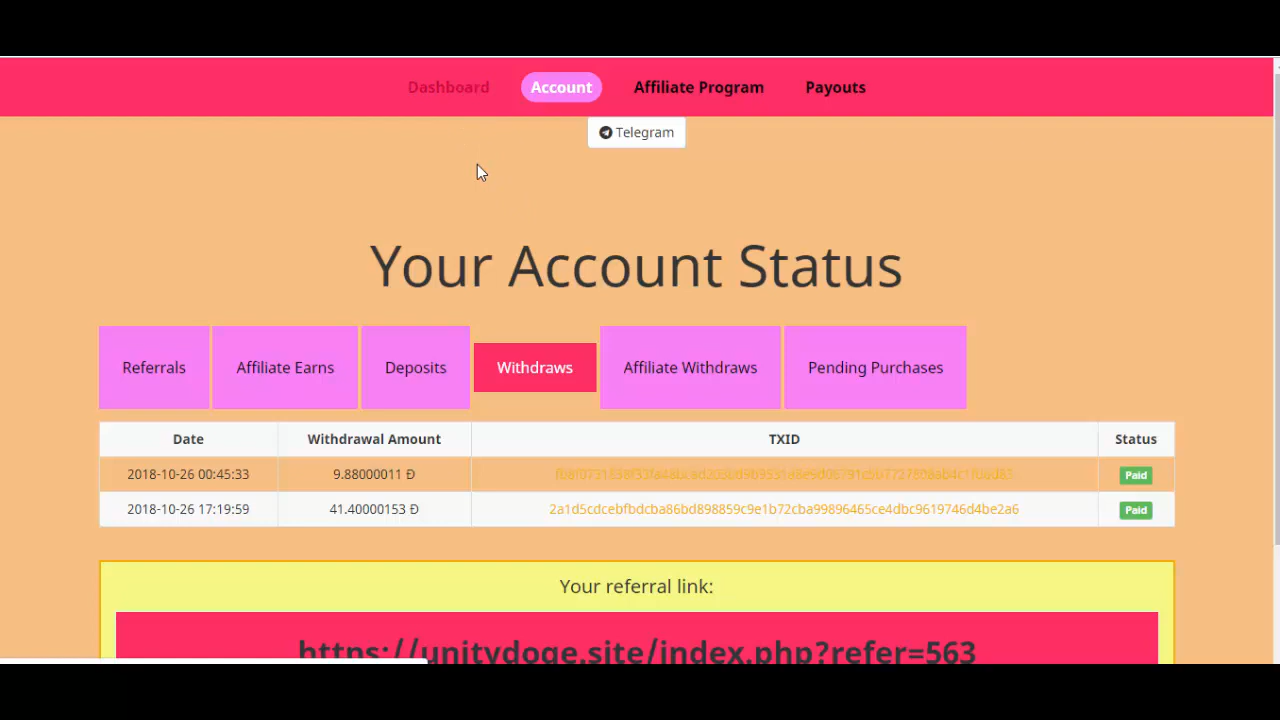 Dashboard Account Affiliate Program Payouts
Telegram
Your Account Status
Referrals Affiliate Earns Deposits Withdraws Affiliate Withdraws Pending Purchases
Date Withdrawal Amount TXID Status
2018-10-26 00:45:33 9.88000011 Ð Paid
2018-10-26 17:19:59 41.40000153 Ð 2a1d5cdcebfbdcba86bd898859c9e1b72cba99896465ce4dbc9619746d4be2a6 Paid
Your referral link:
https://unitydoge.site/index.php?refer=563